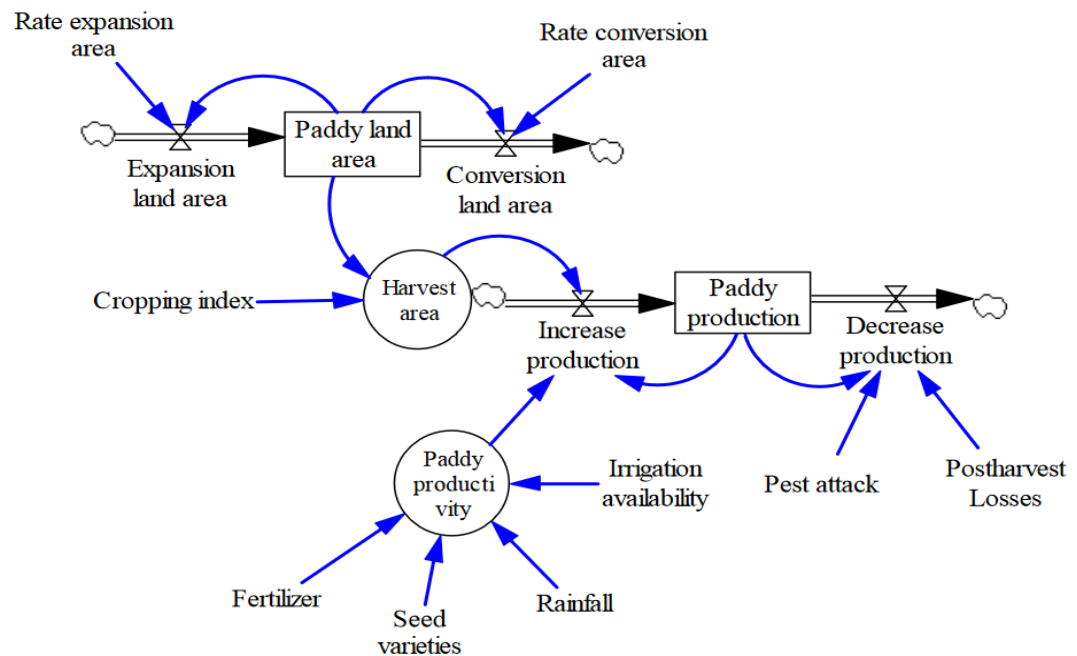 Rate expansion
area
Rate conversion
area
Paddy land
area
Expansion
land area
Conversion
land area
Cropping index
Harvest
area
Increase
production
Paddy
production
Decrease
production
Paddy
producti
vity
Irrigation
availability
Pest attack
Postharvest
Losses
Fertilizer
Seed
varieties
Rainfall